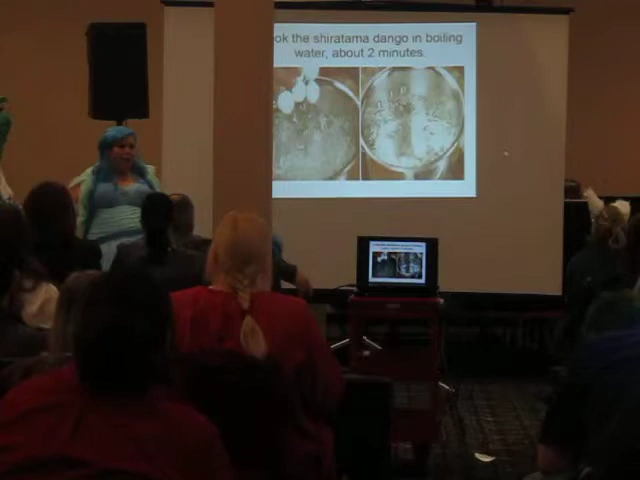 ok the shiratama dango in boiling
water, about 2 minutes.